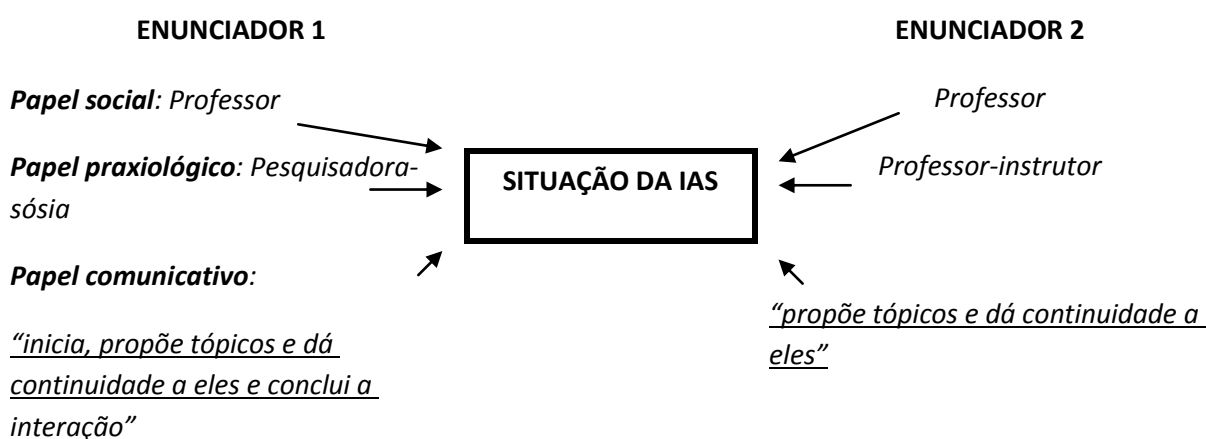 ENUNCIADOR 1
ENUNCIADOR 2
Papel social: Professor
Professor
Papel praxiológico: Pesquisadora-
sósia
SITUAÇÃO DA IAS
Professor-instrutor
Papel comunicativo:
“inicia, propõe tópicos e dá
continuidade a eles e conclui a
interação”
“propõe tópicos e dá continuidade a
eles”